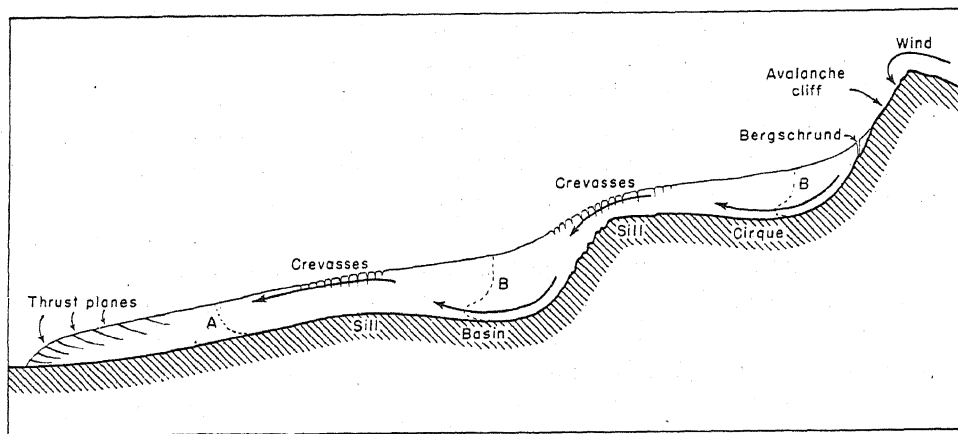 Wind
Avalanche
cliff
Bergschrund
Crevasses
B
Sill
Cirque
Crevasses
B
Thrust planes
A
Sill
Basin